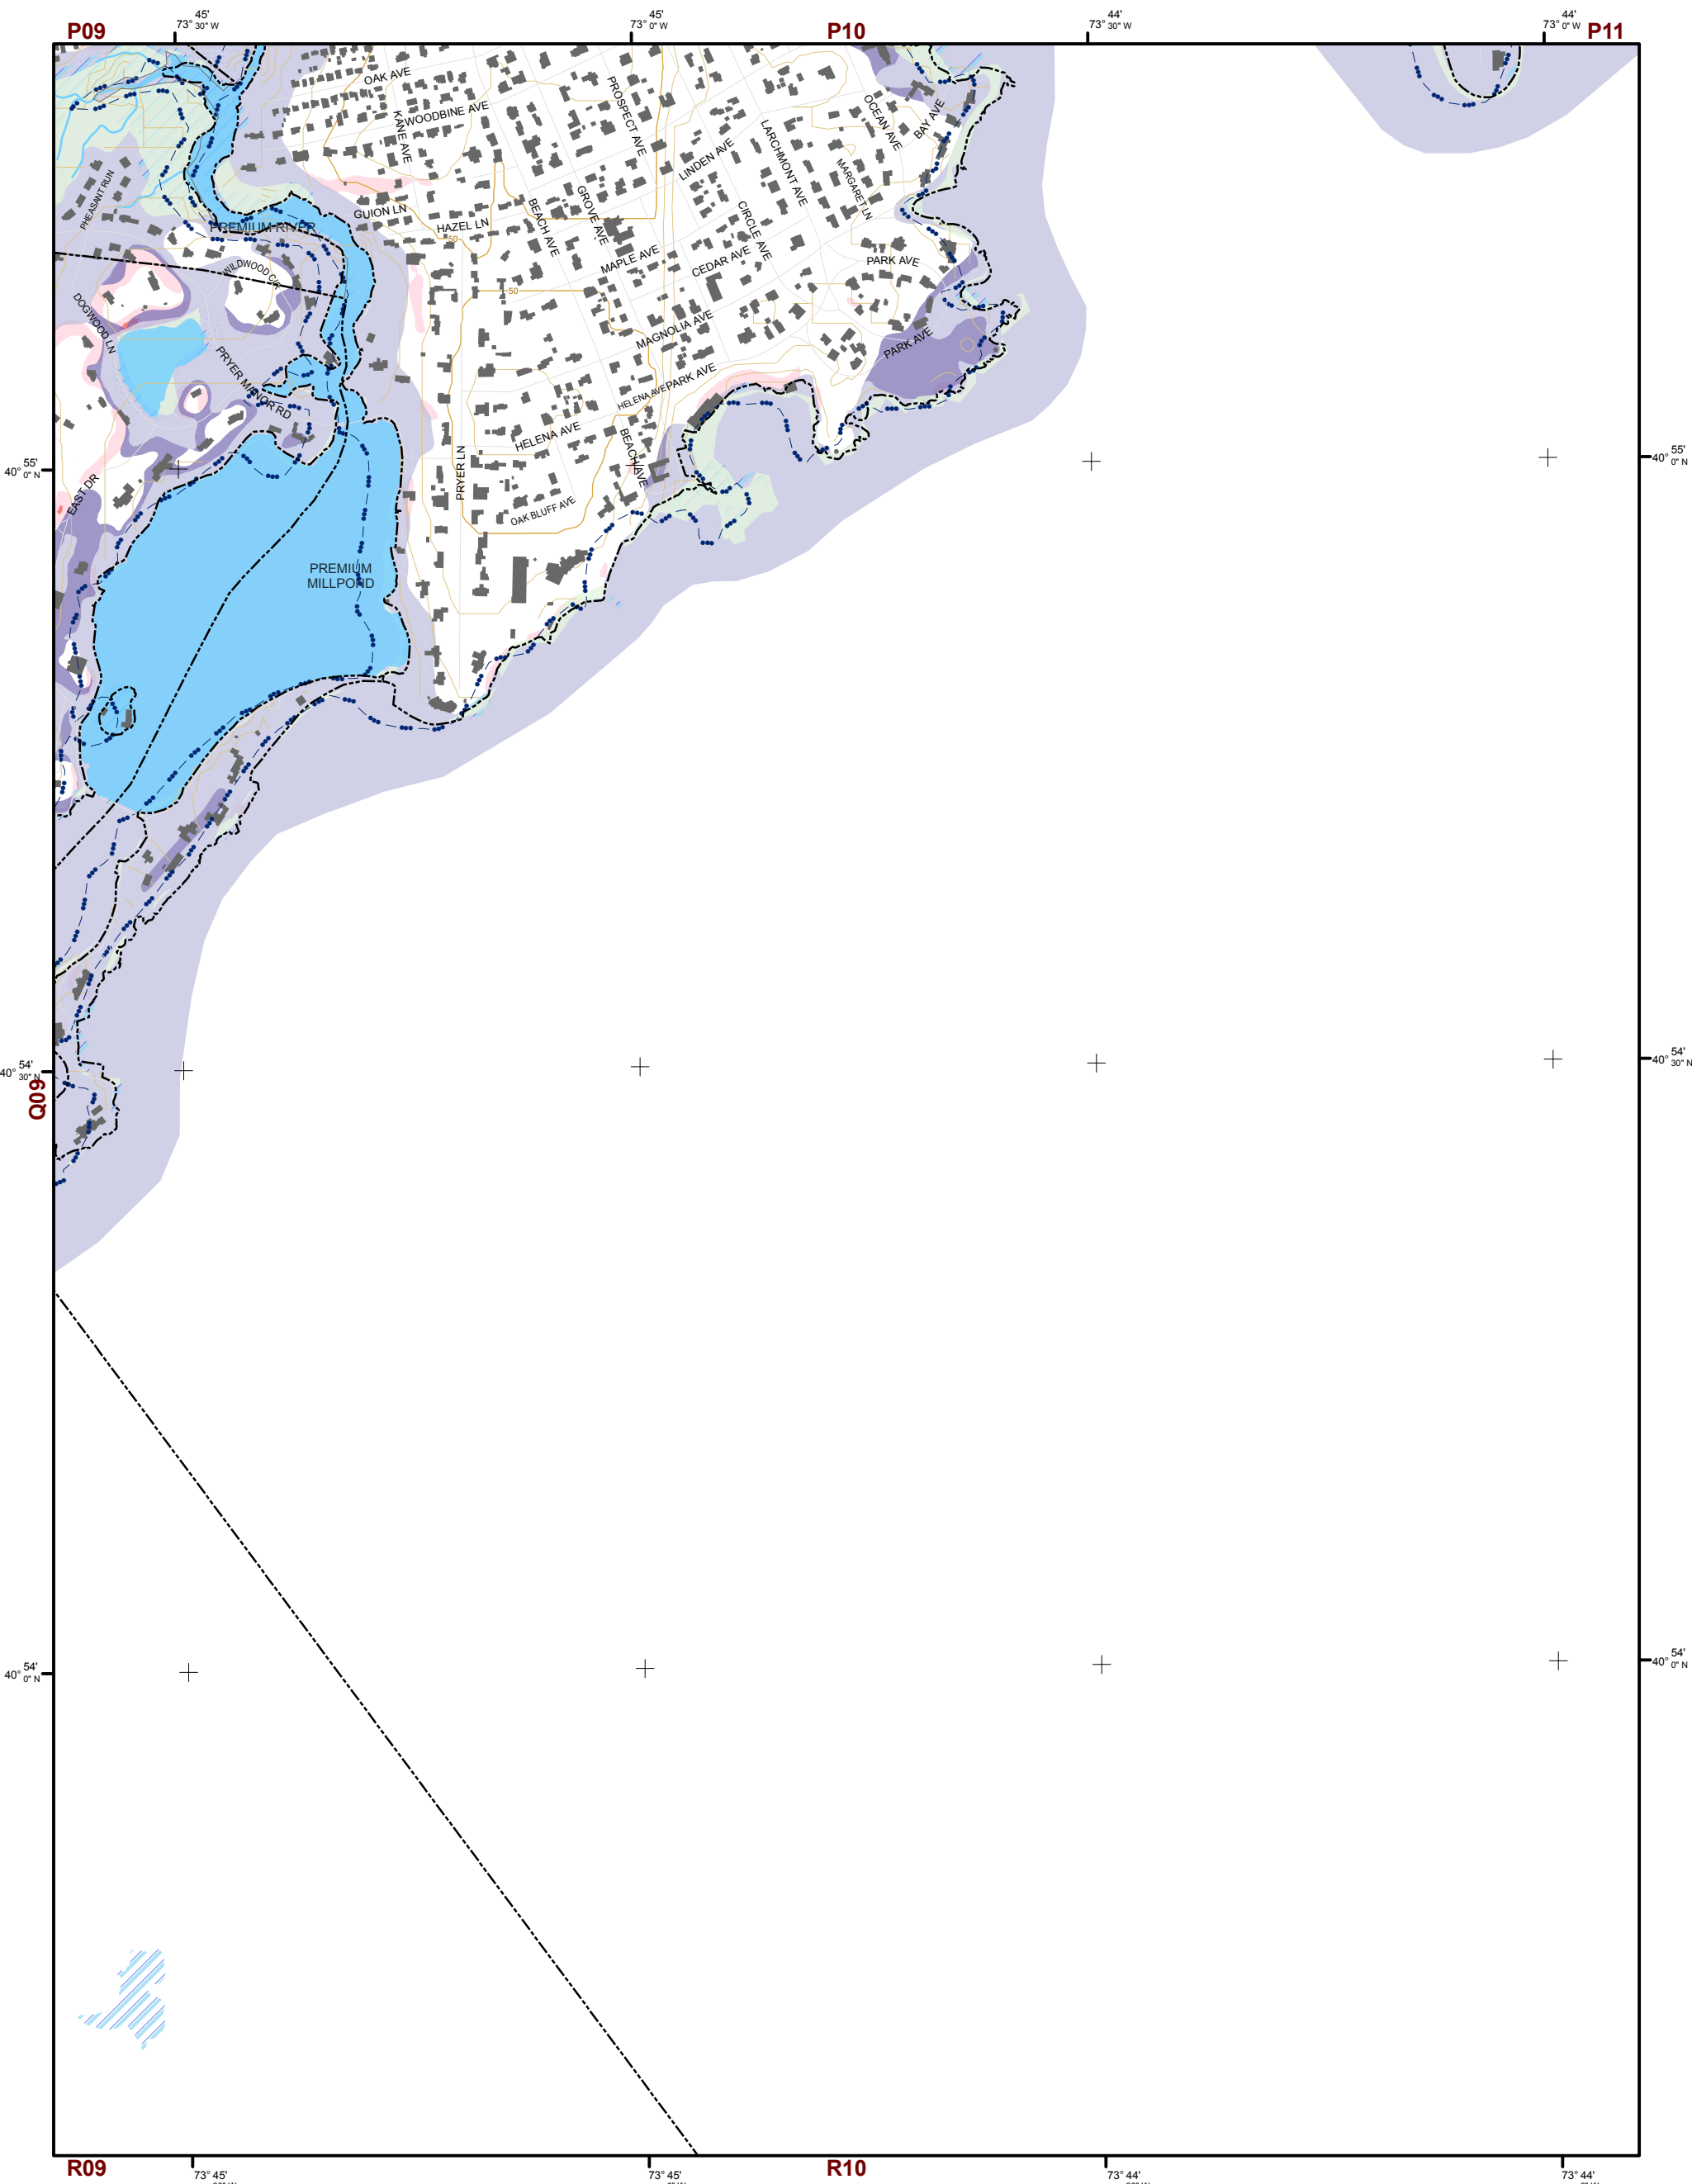 45'
73° 30" W
45'
73° 0" W
44'
73° 30" W
44'
73° 0" W
P09
P10
P11
OAK AVE
WOODBINE AVE
KANE AVE
PROSPECT AVE
OCEAN AVE
BAY AVE
LARCHMONT AVE
LINDEN AVE
MARGARET LN
PHEASANT RUN
GUION LN
HAZEL LN
BEACH AVE
GROVE AVE
CIRCLE AVE
PREMIUM RIVER
50
MAPLE AVE
CEDAR AVE
PARK AVE
WILDWOOD CIR
50
DOGWOOD LN
MAGNOLIA AVE
PARK AVE
PRYER MANOR RD
HELENA AVE
PARK AVE
HELENA AVE
BEACH AVE
PRYER LN
EAST DR
OAK BLUFF AVE
40° 55' 0" N
40° 55' 0" N
PREMIUM
MILLPOND
40° 54' 30" N
40° 54' 30" N
Q09
40° 54' 0" N
40° 54' 0" N
R09
R10
73° 45'
73° 45'
73° 44'
73° 44'